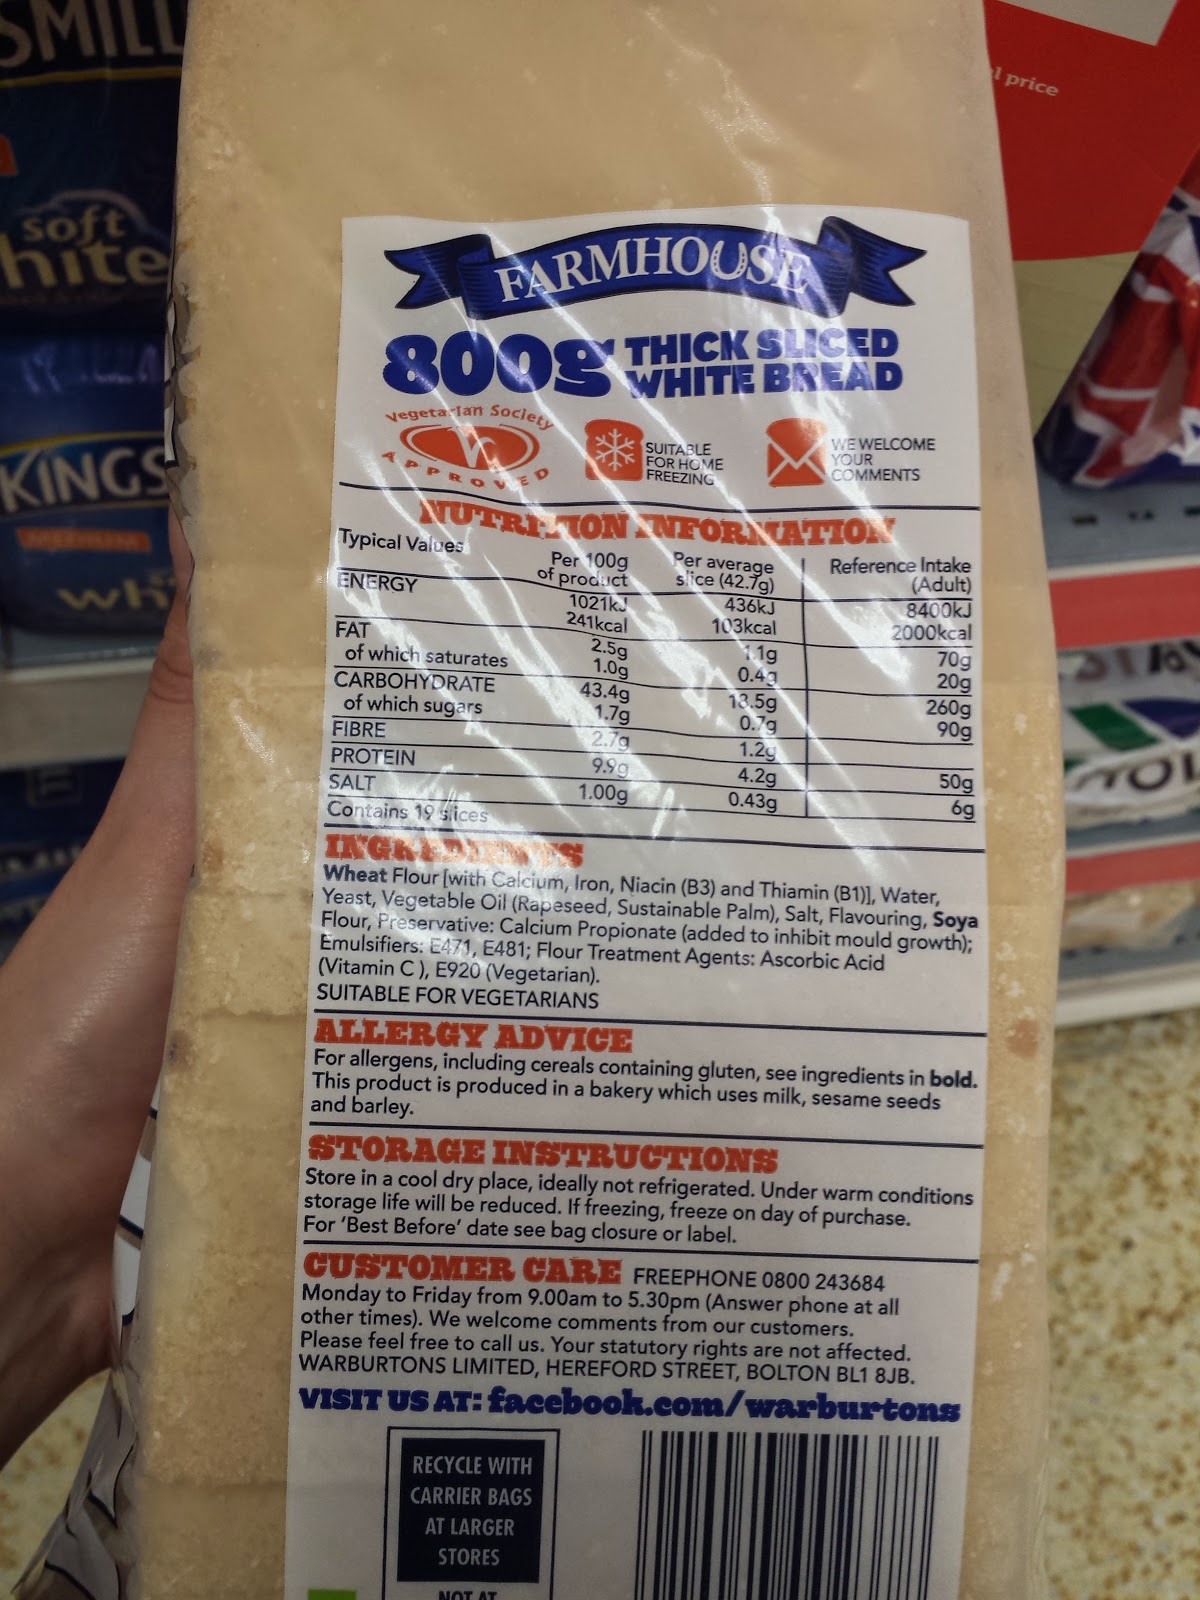 SMILL
soft
hite
KINGS
MEDIUM
wh
l price
FARMHOUSE
800g THICK SLICED
WHITE BREAD
Vegetarian Society
APPROVED
SUITABLE
FOR HOME
FREEZING
WE WELCOME
YOUR
COMMENTS
NUTRITION INFORMATION
Typical Values Per 100g of product Per average slice (42.7g) Reference Intake (Adult)
ENERGY 1021kJ 436kJ 8400kJ
241kcal 103kcal 2000kcal
FAT 2.5g 1.1g 70g
of which saturates 1.0g 0.4g 20g
CARBOHYDRATE 43.4g 18.5g 260g
of which sugars 1.7g 0.7g 90g
FIBRE 2.7g 1.2g
PROTEIN 9.9g 4.2g 50g
SALT 1.00g 0.43g 6g
Contains 19 slices
INGREDIENTS
Wheat Flour [with Calcium, Iron, Niacin (B3) and Thiamin (B1)], Water,
Yeast, Vegetable Oil (Rapeseed, Sustainable Palm), Salt, Flavouring, Soya
Flour, Preservative: Calcium Propionate (added to inhibit mould growth);
Emulsifiers: E471, E481; Flour Treatment Agents: Ascorbic Acid
(Vitamin C), E920 (Vegetarian).
SUITABLE FOR VEGETARIANS
ALLERGY ADVICE
For allergens, including cereals containing gluten, see ingredients in bold.
This product is produced in a bakery which uses milk, sesame seeds
and barley.
STORAGE INSTRUCTIONS
Store in a cool dry place, ideally not refrigerated. Under warm conditions
storage life will be reduced. If freezing, freeze on day of purchase.
For 'Best Before' date see bag closure or label.
CUSTOMER CARE FREEPHONE 0800 243684
Monday to Friday from 9.00am to 5.30pm (Answer phone at all
other times). We welcome comments from our customers.
Please feel free to call us. Your statutory rights are not affected.
WARBURTONS LIMITED, HEREFORD STREET, BOLTON BL1 8JB.
VISIT US AT: facebook.com/warburtons
RECYCLE WITH
CARRIER BAGS
AT LARGER
STORES
NOT AT